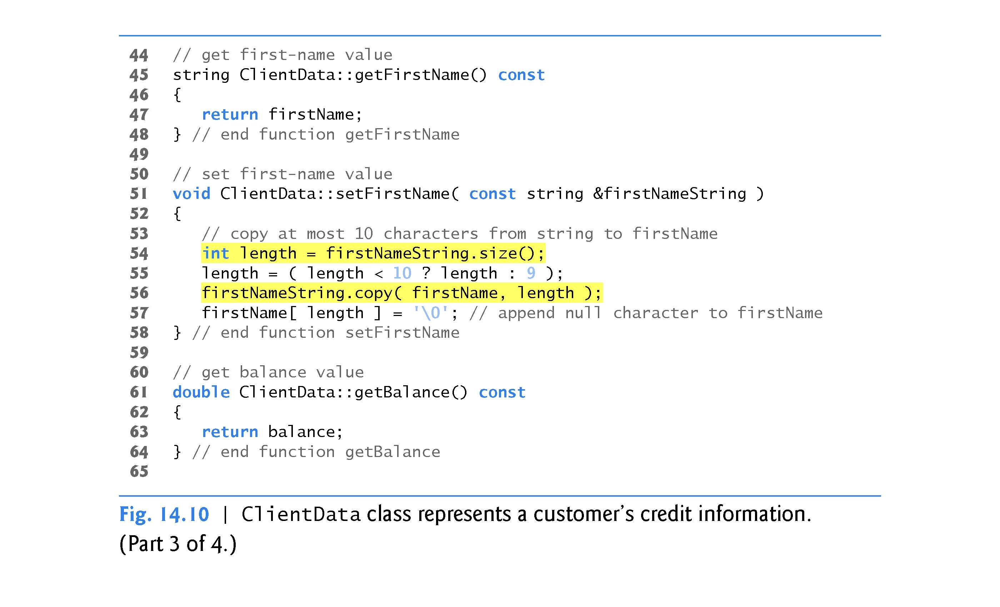 44 // get first-name value
45 string ClientData::getFirstName() const
46 {
47    return firstName;
48 } // end function getFirstName
49
50 // set first-name value
51 void ClientData::setFirstName( const string &firstNameString )
52 {
53    // copy at most 10 characters from string to firstName
54    int length = firstNameString.size();
55    length = ( length < 10 ? length : 9 );
56    firstNameString.copy( firstName, length );
57    firstName[ length ] = '\0'; // append null character to firstName
58 } // end function setFirstName
59
60 // get balance value
61 double ClientData::getBalance() const
62 {
63    return balance;
64 } // end function getBalance
65
Fig. 14.10 | ClientData class represents a customer’s credit information.
(Part 3 of 4.)